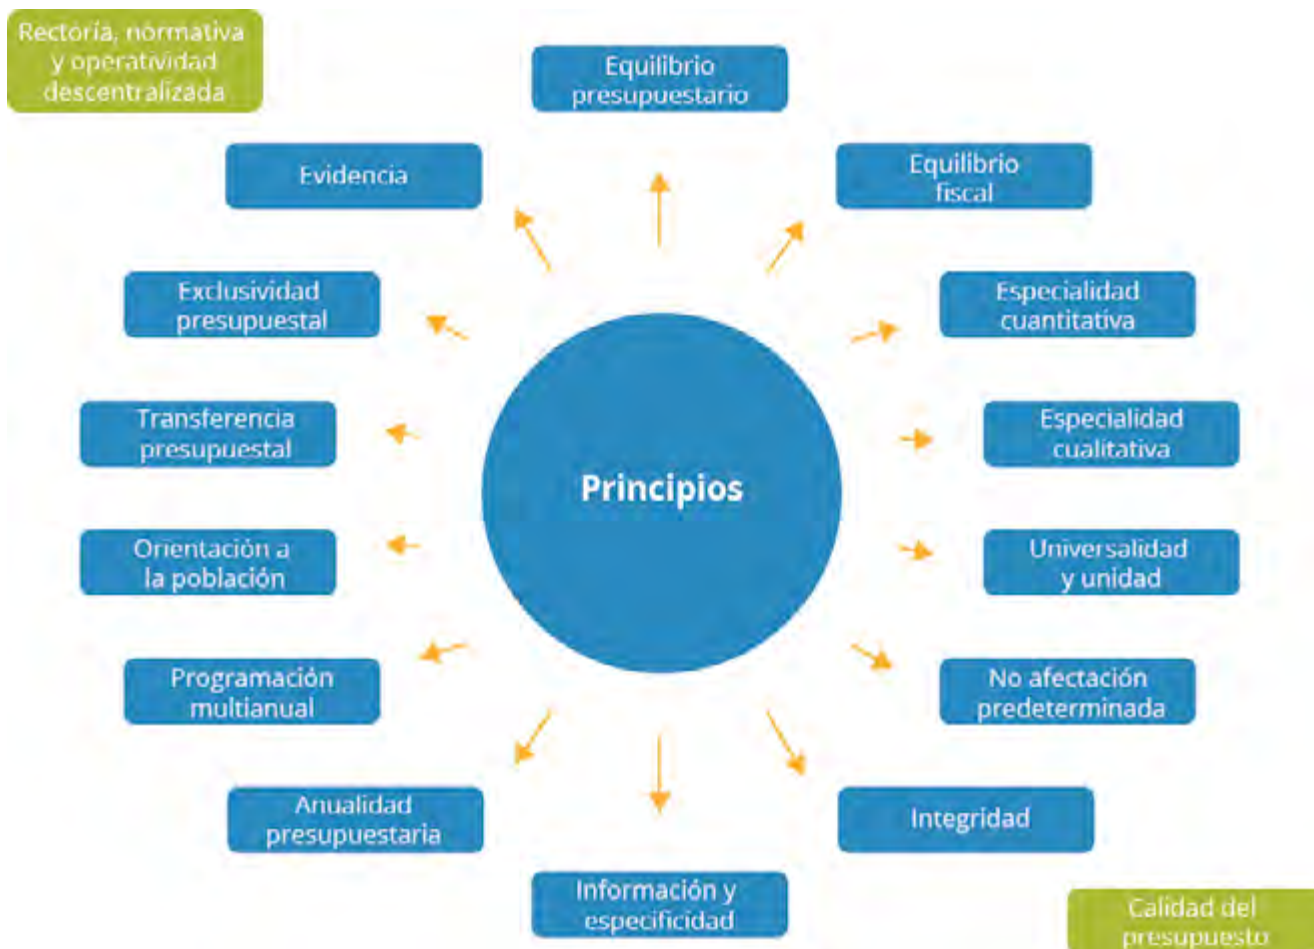 Rectoría, normativa
y operatividad
descentralizada
Equilibrio
presupuestario
Evidencia
Equilibrio
fiscal
Exclusividad
presupuestal
Especialidad
cuantitativa
Transferencia
presupuestal
Especialidad
cualitativa
Principios
Orientación a
la población
Universalidad
y unidad
Programación
multianual
No afectación
predeterminada
Anualidad
presupuestaria
Integridad
Información y
especificidad
Calidad del
presupuesto